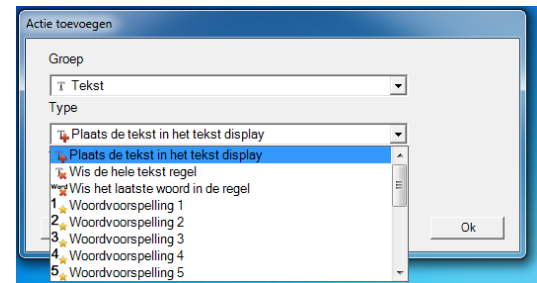 Actie toevoegen
Groep
T Tekst
Type
Plaats de tekst in het tekst display
Plaats de tekst in het tekst display
Wis de hele tekst regel
Word Wis het laatste woord in de regel
1 Woordvoorspelling 1
2 Woordvoorspelling 2
3 Woordvoorspelling 3
4 Woordvoorspelling 4
5 Woordvoorspelling 5
Ok